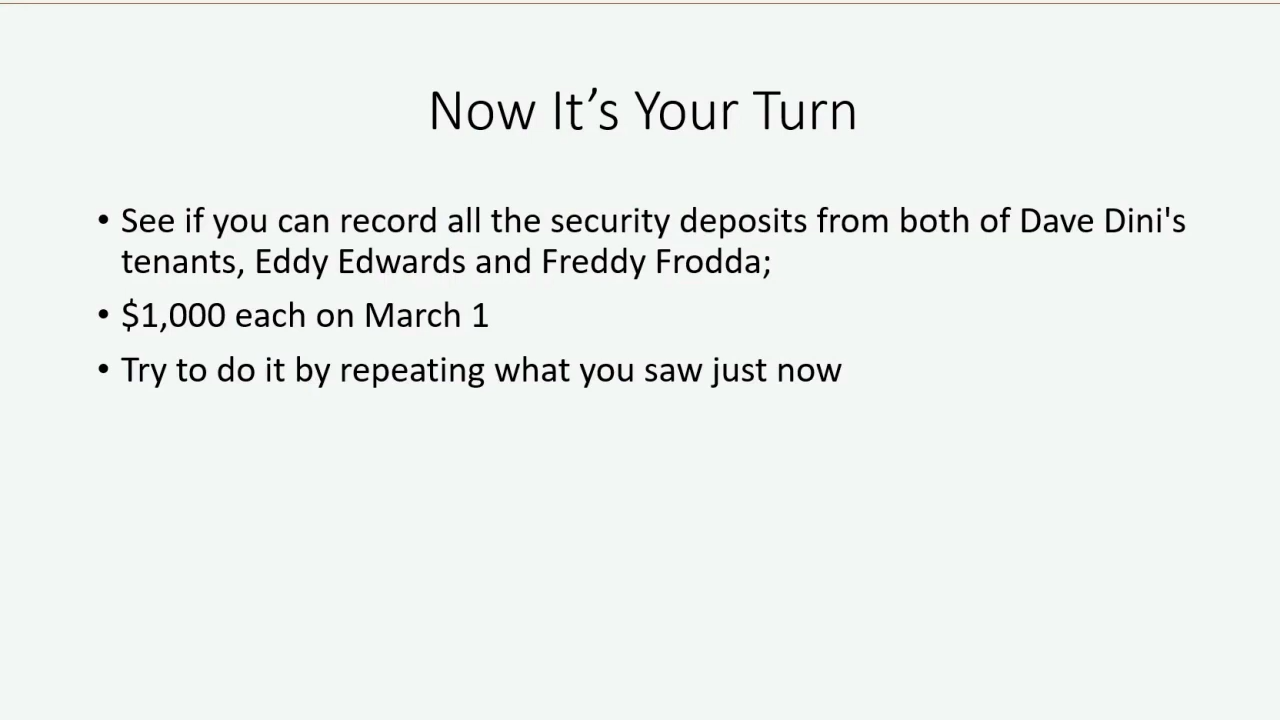 Now It’s Your Turn
• See if you can record all the security deposits from both of Dave Dini's
tenants, Eddy Edwards and Freddy Frodda;
• $1,000 each on March 1
• Try to do it by repeating what you saw just now